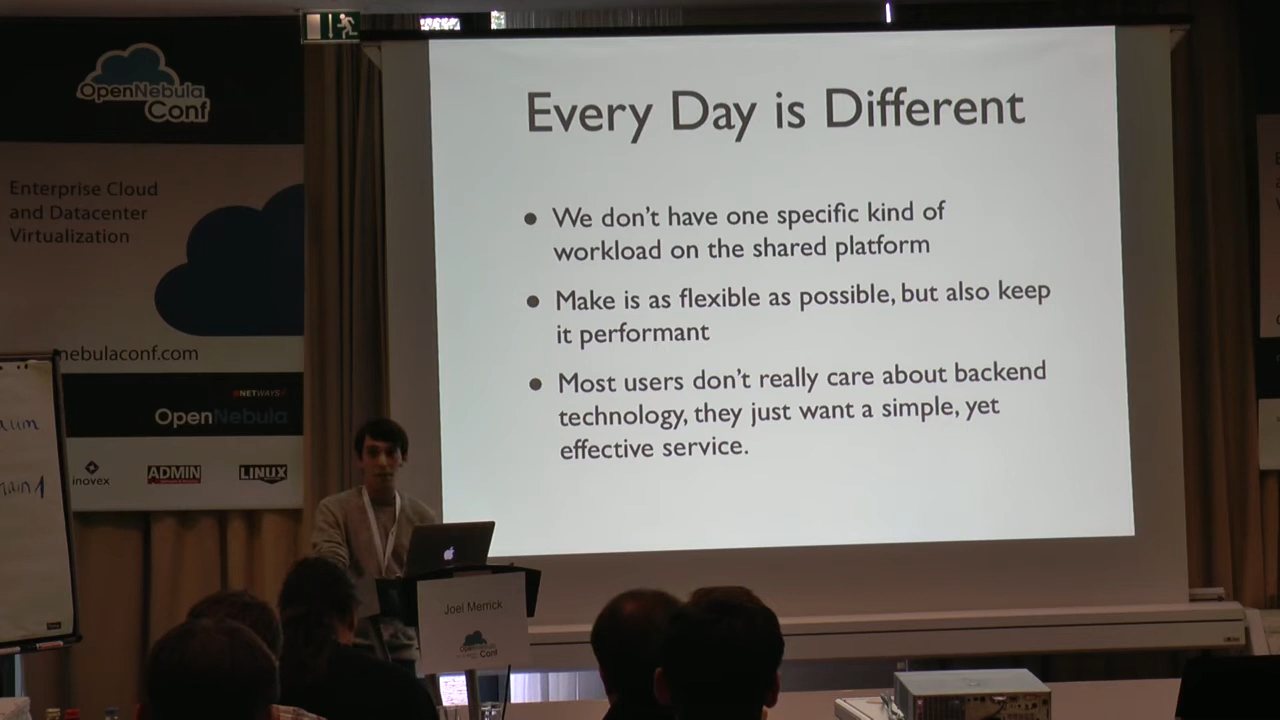 OpenNebula
Conf
Enterprise Cloud
and Datacenter
Virtualization
nebulaconf.com
NETWAYS
OpenNebula
inovex
ADMIN
LINUX
Every Day is Different
We don't have one specific kind of
workload on the shared platform
Make is as flexible as possible, but also keep
it performant
Most users don't really care about backend
technology, they just want a simple, yet
effective service.
Joel Merrick
OpenNebula
Conf